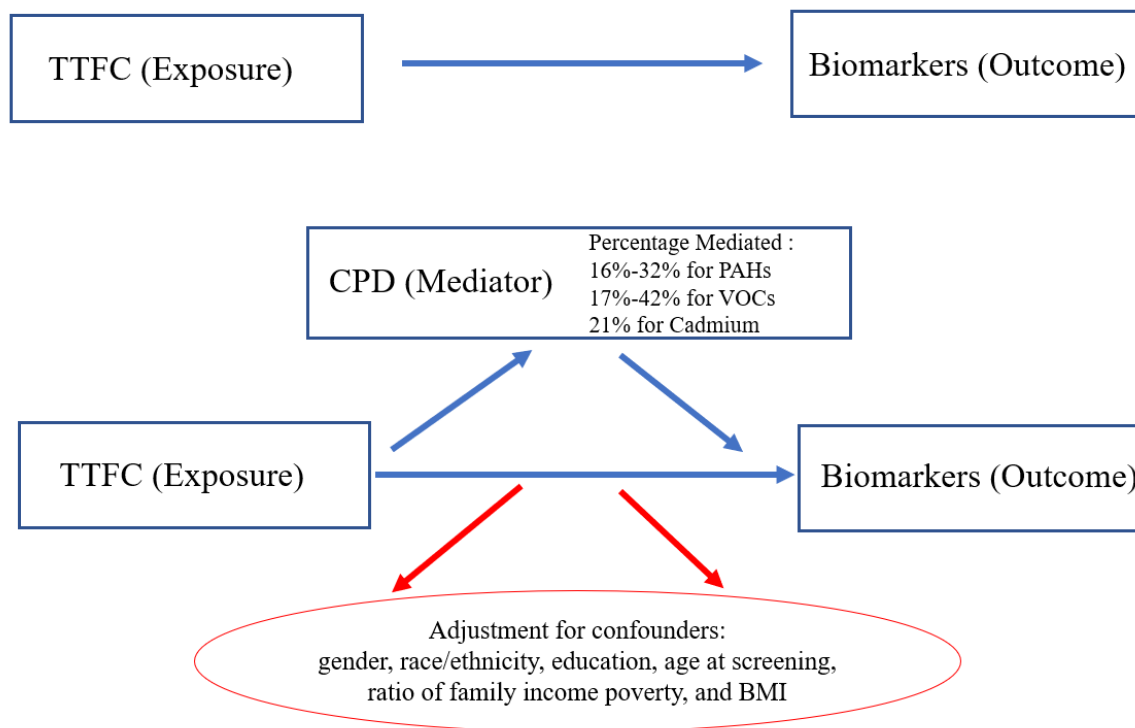 TTFC (Exposure)
Biomarkers (Outcome)
CPD (Mediator)
Percentage Mediated :
16%-32% for PAHs
17%-42% for VOCs
21% for Cadmium
TTFC (Exposure)
Biomarkers (Outcome)
Adjustment for confounders:
gender, race/ethnicity, education, age at screening,
ratio of family income poverty, and BMI